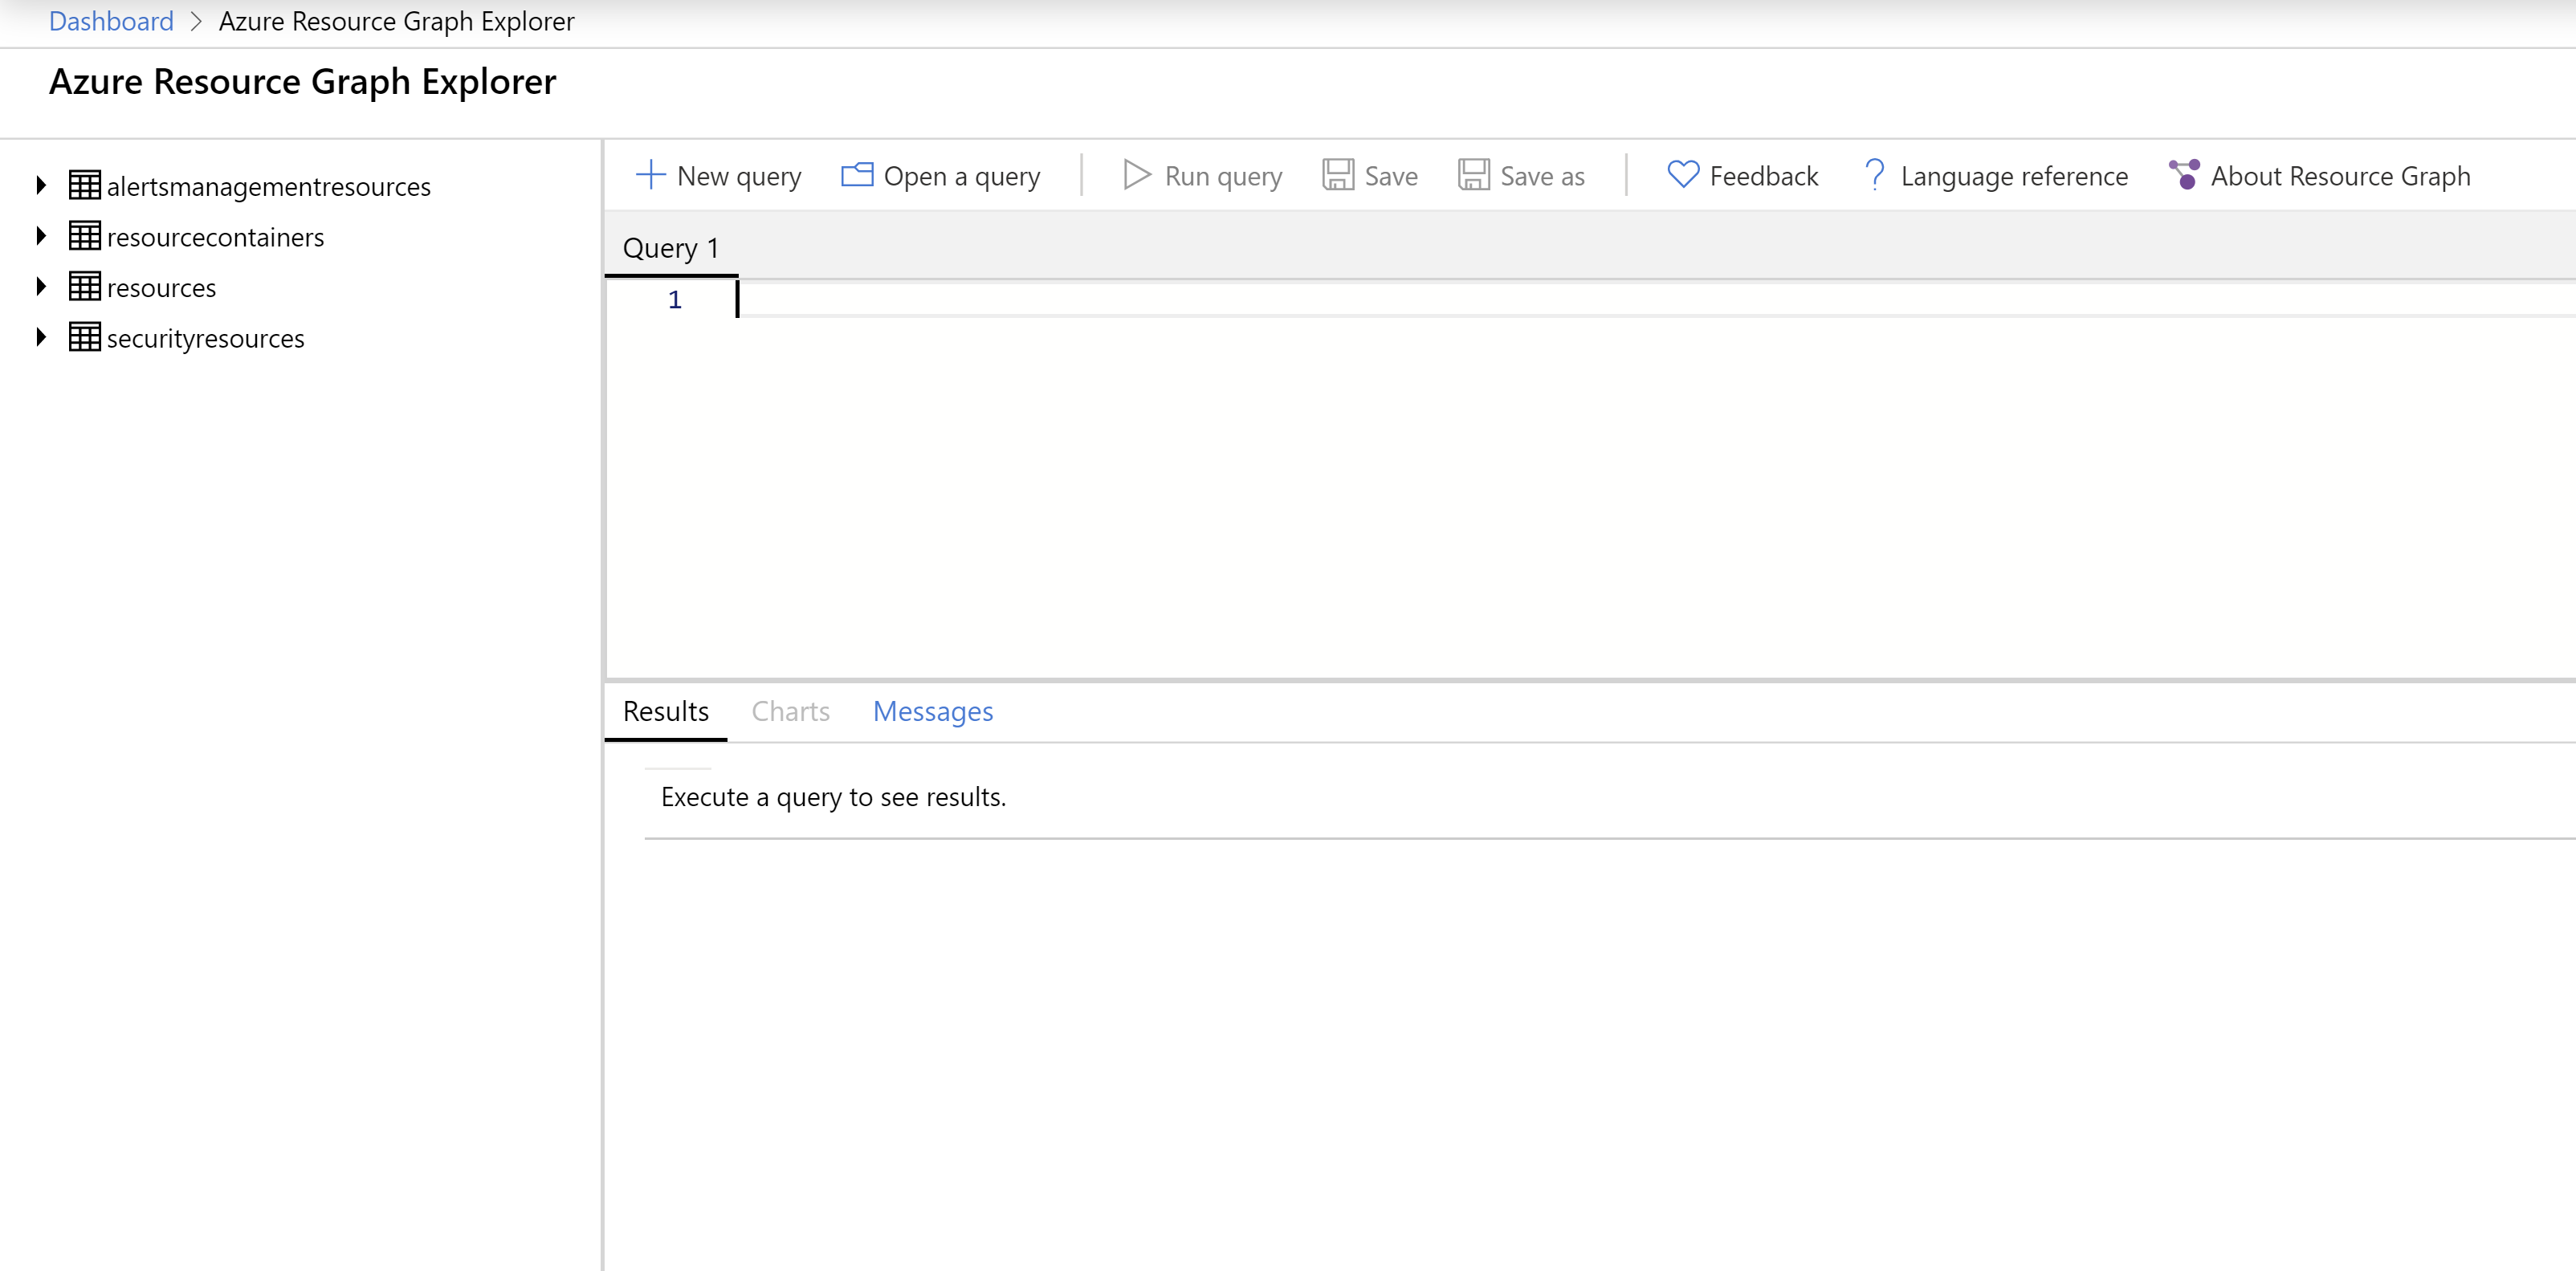 Dashboard > Azure Resource Graph Explorer
Azure Resource Graph Explorer
alertsmanagementresources
resourcecontainers
resources
securityresources
New query Open a query Run query Save Save as Feedback Language reference About Resource Graph
Query 1
1
Results Charts Messages
Execute a query to see results.